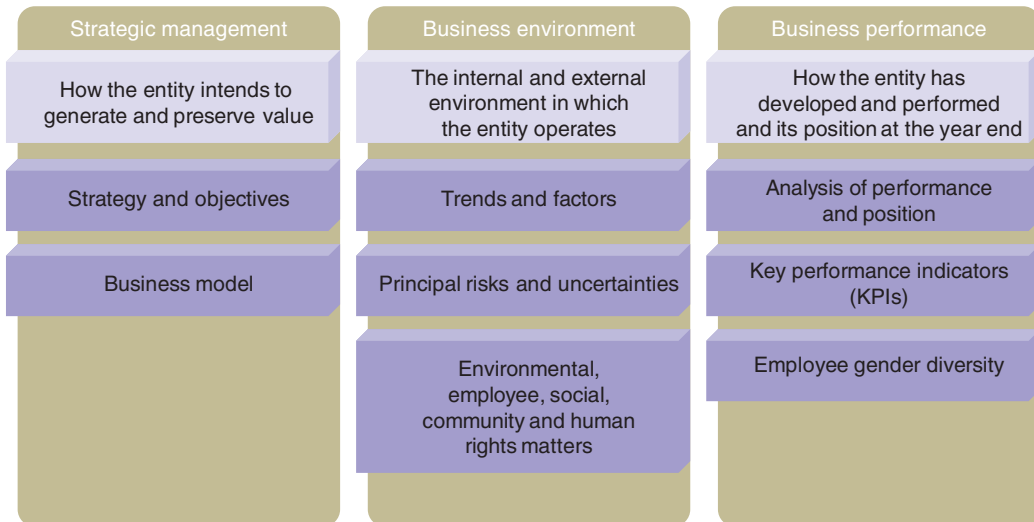 Strategic management
How the entity intends to
generate and preserve value
Strategy and objectives
Business model
Business environment
The internal and external
environment in which
the entity operates
Trends and factors
Principal risks and uncertainties
Environmental,
employee, social,
community and human
rights matters
Business performance
How the entity has
developed and performed
and its position at the year end
Analysis of performance
and position
Key performance indicators
(KPIs)
Employee gender diversity